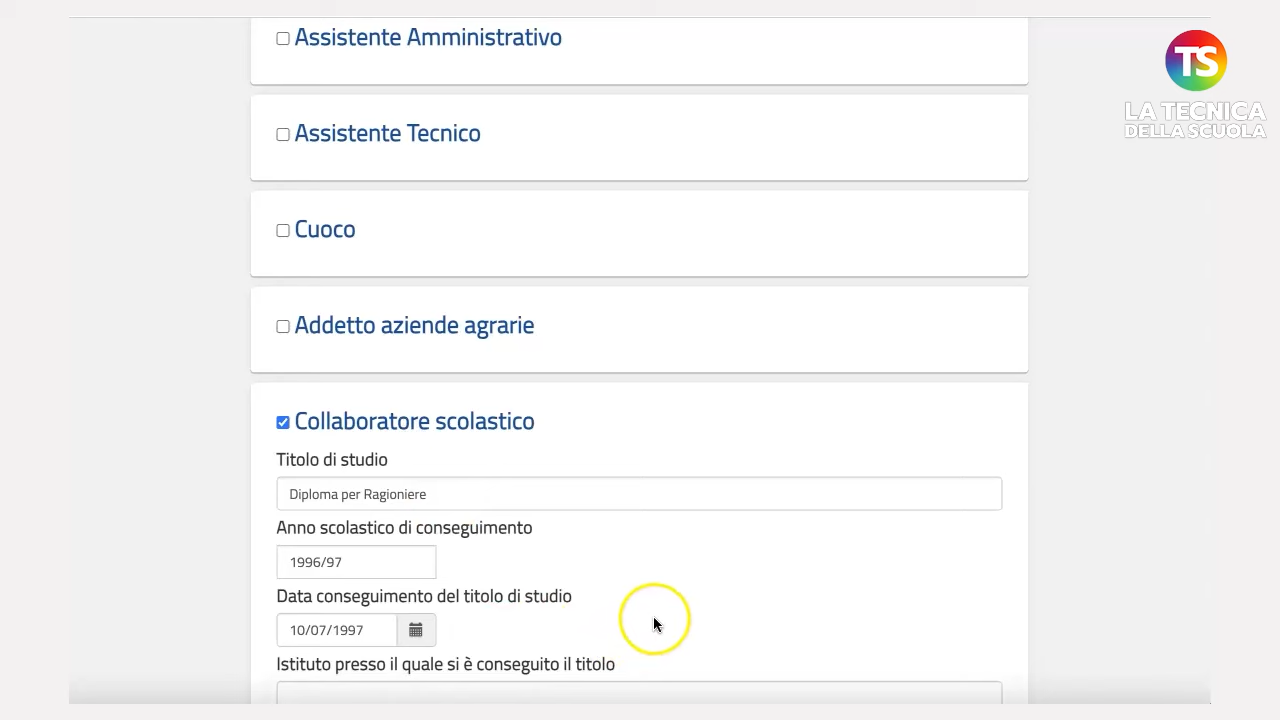 Assistente Amministrativo
TS
LA TECNICA
DELLA SCUOLA
Assistente Tecnico
Cuoco
Addetto aziende agrarie
Collaboratore scolastico
Titolo di studio
Diploma per Ragioniere
Anno scolastico di conseguimento
1996/97
Data conseguimento del titolo di studio
10/07/1997
Istituto presso il quale si è conseguito il titolo